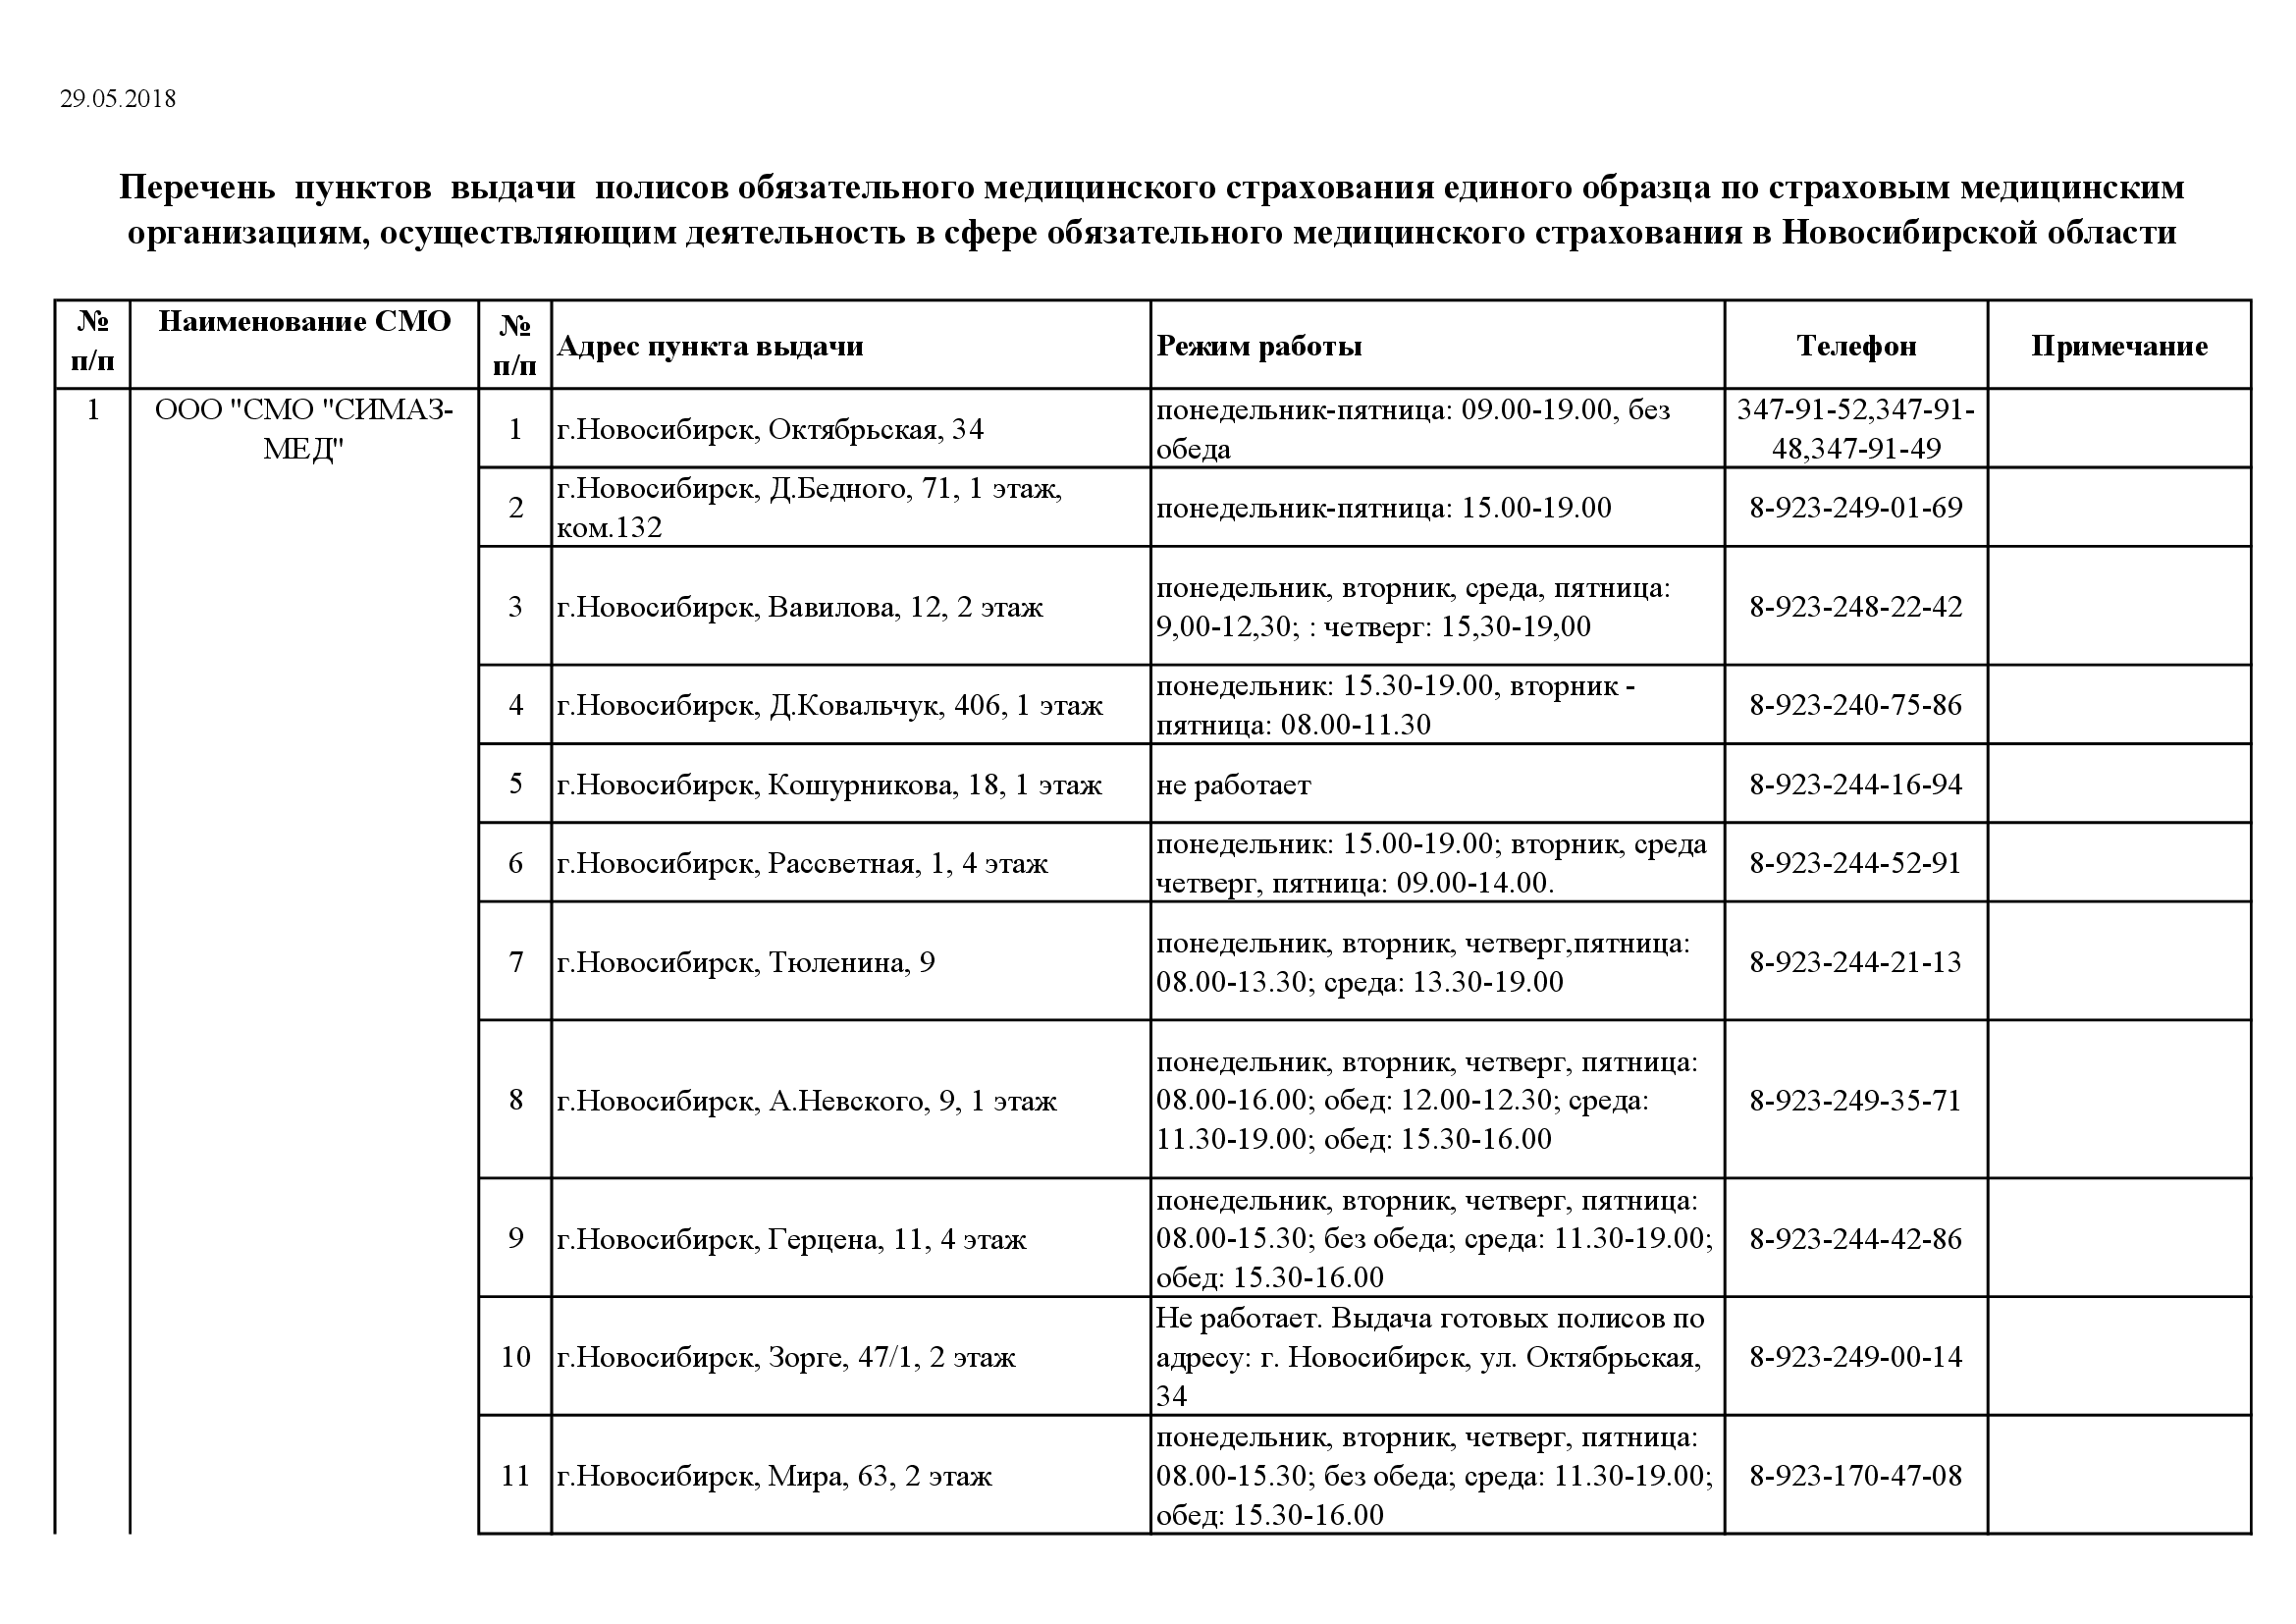 29.05.2018
Перечень пунктов выдачи полисов обязательного медицинского страхования единого образца по страховым медицинским
организациям, осуществляющим деятельность в сфере обязательного медицинского страхования в Новосибирской области
№
п/п
Наименование СМО
№
п/п
Адрес пункта выдачи
Режим работы
Телефон
Примечание
1
ООО "СМО "СИМАЗ-
МЕД"
1
г.Новосибирск, Октябрьская, 34
понедельник-пятница: 09.00-19.00, без
обеда
347-91-52,347-91-
48,347-91-49
2
г.Новосибирск, Д.Бедного, 71, 1 этаж,
ком.132
понедельник-пятница: 15.00-19.00
8-923-249-01-69
3
г.Новосибирск, Вавилова, 12, 2 этаж
понедельник, вторник, среда, пятница:
9,00-12,30; : четверг: 15,30-19,00
8-923-248-22-42
4
г.Новосибирск, Д.Ковальчук, 406, 1 этаж
понедельник: 15.30-19.00, вторник -
пятница: 08.00-11.30
8-923-240-75-86
5
г.Новосибирск, Кошурникова, 18, 1 этаж
не работает
8-923-244-16-94
6
г.Новосибирск, Рассветная, 1, 4 этаж
понедельник: 15.00-19.00; вторник, среда
четверг, пятница: 09.00-14.00.
8-923-244-52-91
7
г.Новосибирск, Тюленина, 9
понедельник, вторник, четверг,пятница:
08.00-13.30; среда: 13.30-19.00
8-923-244-21-13
8
г.Новосибирск, А.Невского, 9, 1 этаж
понедельник, вторник, четверг, пятница:
08.00-16.00; обед: 12.00-12.30; среда:
11.30-19.00; обед: 15.30-16.00
8-923-249-35-71
9
г.Новосибирск, Герцена, 11, 4 этаж
понедельник, вторник, четверг, пятница:
08.00-15.30; без обеда; среда: 11.30-19.00;
обед: 15.30-16.00
8-923-244-42-86
10
г.Новосибирск, Зорге, 47/1, 2 этаж
Не работает. Выдача готовых полисов по
адресу: г. Новосибирск, ул. Октябрьская,
34
8-923-249-00-14
11
г.Новосибирск, Мира, 63, 2 этаж
понедельник, вторник, четверг, пятница:
08.00-15.30; без обеда; среда: 11.30-19.00;
обед: 15.30-16.00
8-923-170-47-08